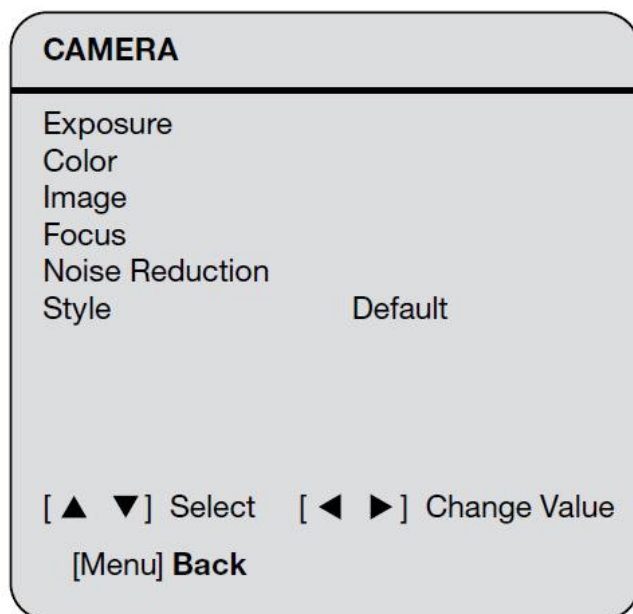 CAMERA
Exposure
Color
Image
Focus
Noise Reduction
Style Default
[ ▲ ▼ ] Select [ ◀ ▶ ] Change Value
[Menu] Back